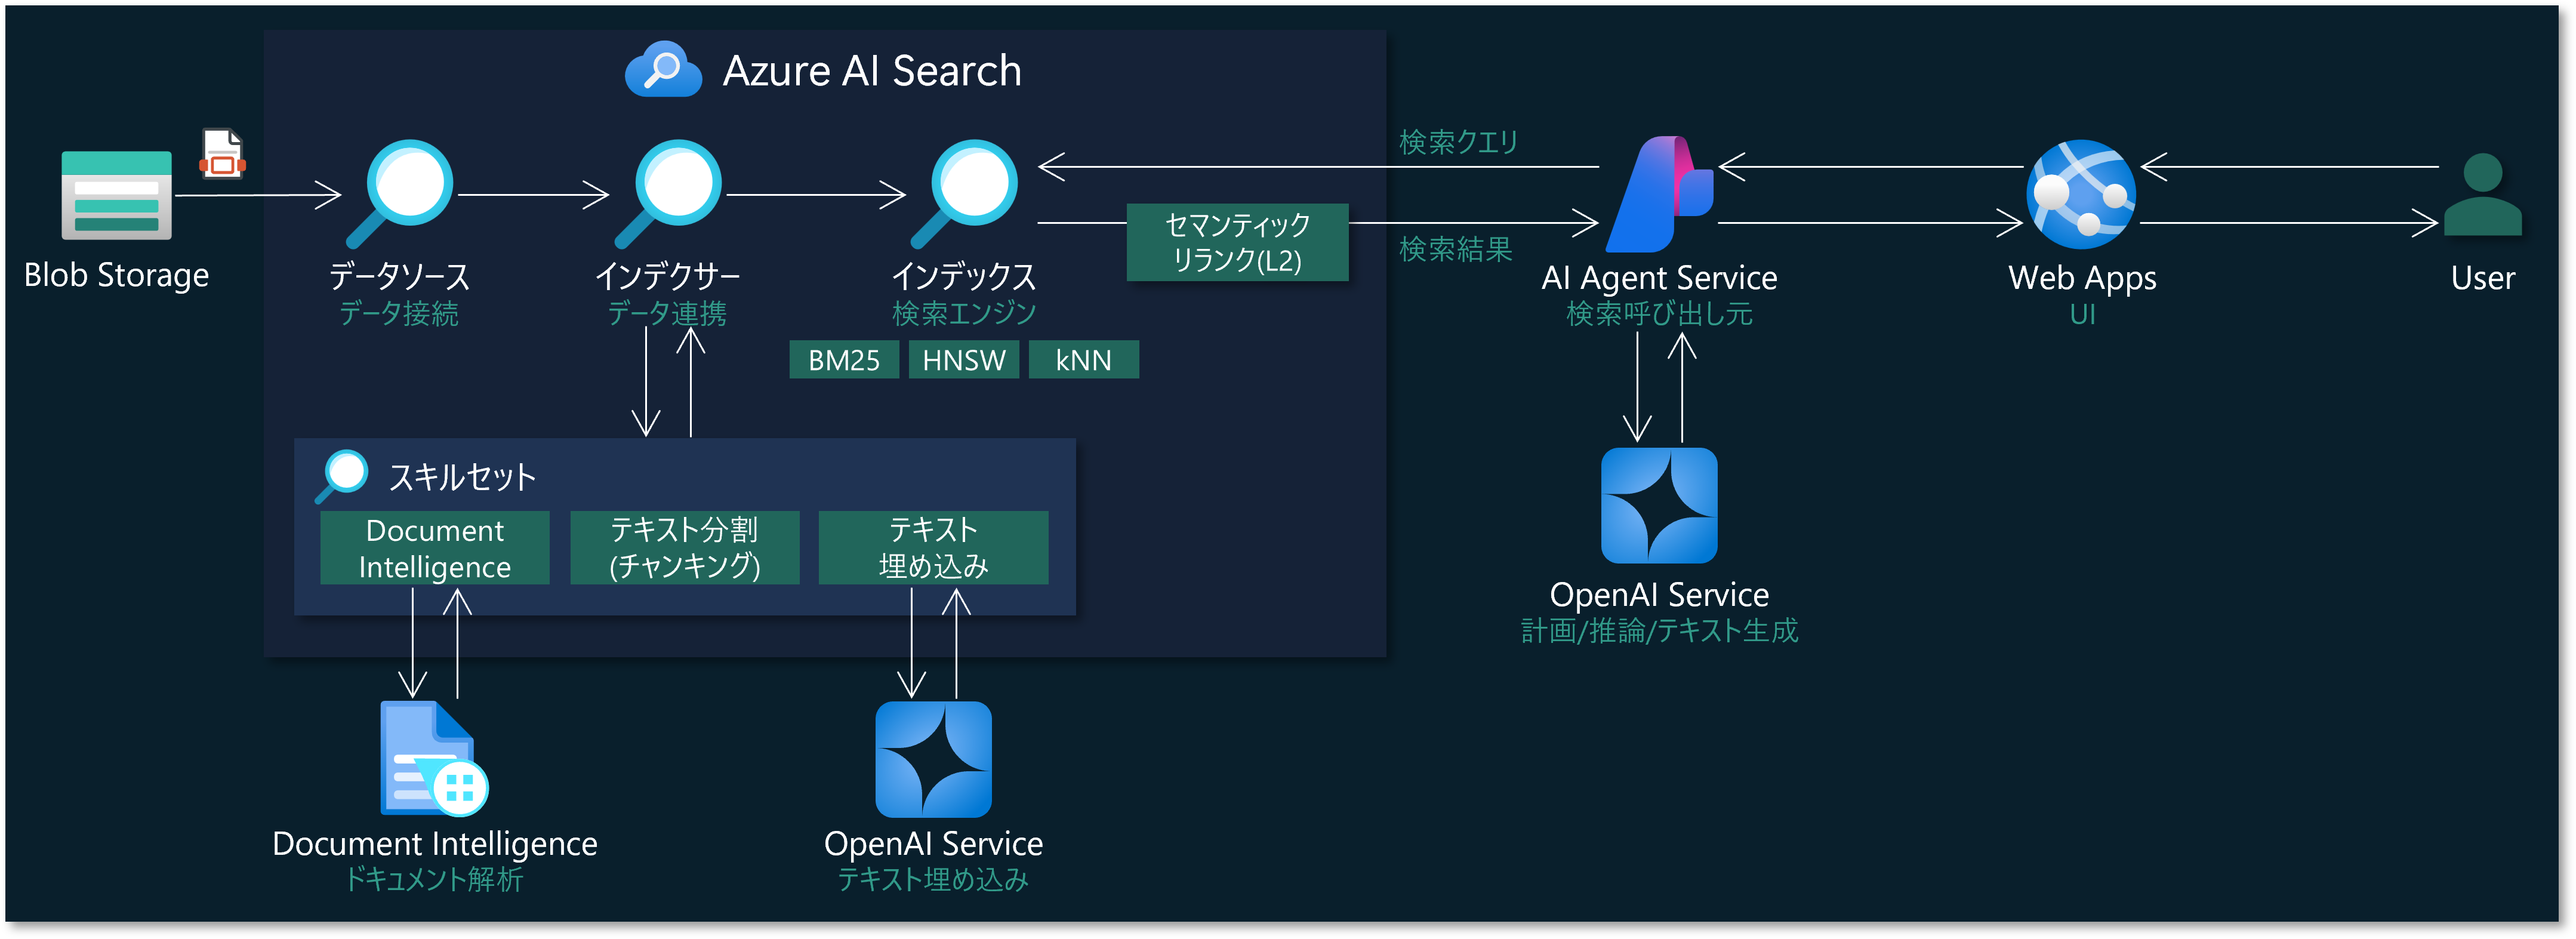 Azure AI Search
Blob Storage
データソース
データ接続
インデクサー
データ連携
インデックス
検索エンジン
BM25
HNSW
kNN
セマンティック
リランク(L2)
検索クエリ
検索結果
AI Agent Service
検索呼び出し元
Web Apps
UI
User
スキルセット
Document
Intelligence
テキスト分割
(チャンキング)
テキスト
埋め込み
OpenAI Service
計画/推論/テキスト生成
Document Intelligence
ドキュメント解析
OpenAI Service
テキスト埋め込み